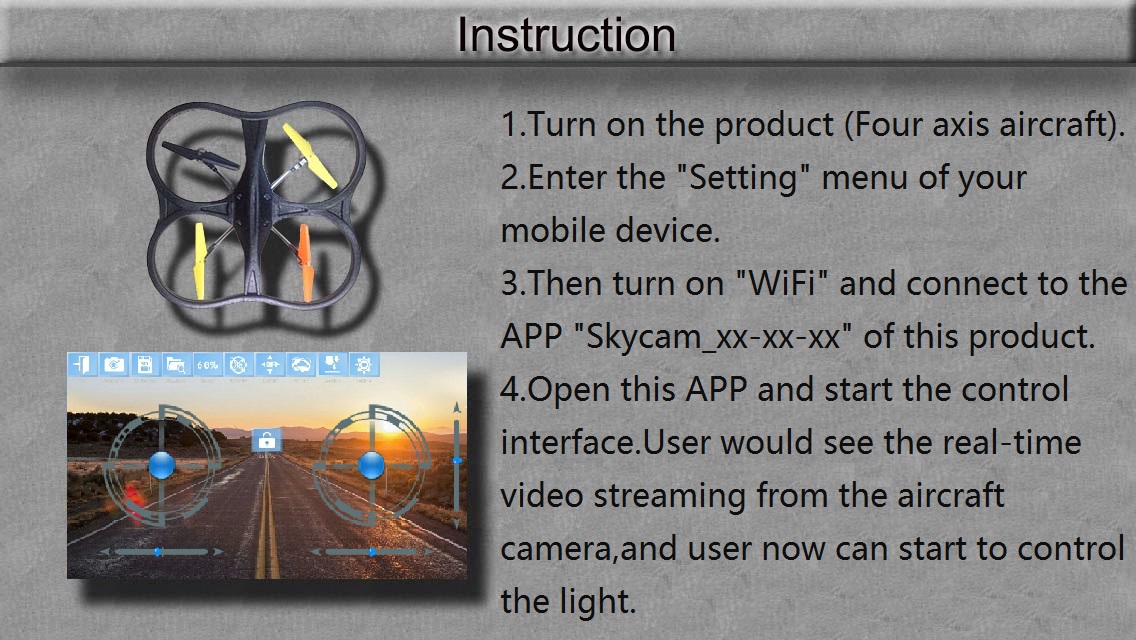 Instruction
1.Turn on the product (Four axis aircraft).
2.Enter the "Setting" menu of your
mobile device.
3.Then turn on "WiFi" and connect to the
APP "Skycam_xx-xx-xx" of this product.
4.Open this APP and start the control
interface.User would see the real-time
video streaming from the aircraft
camera,and user now can start to control
the light.
60%